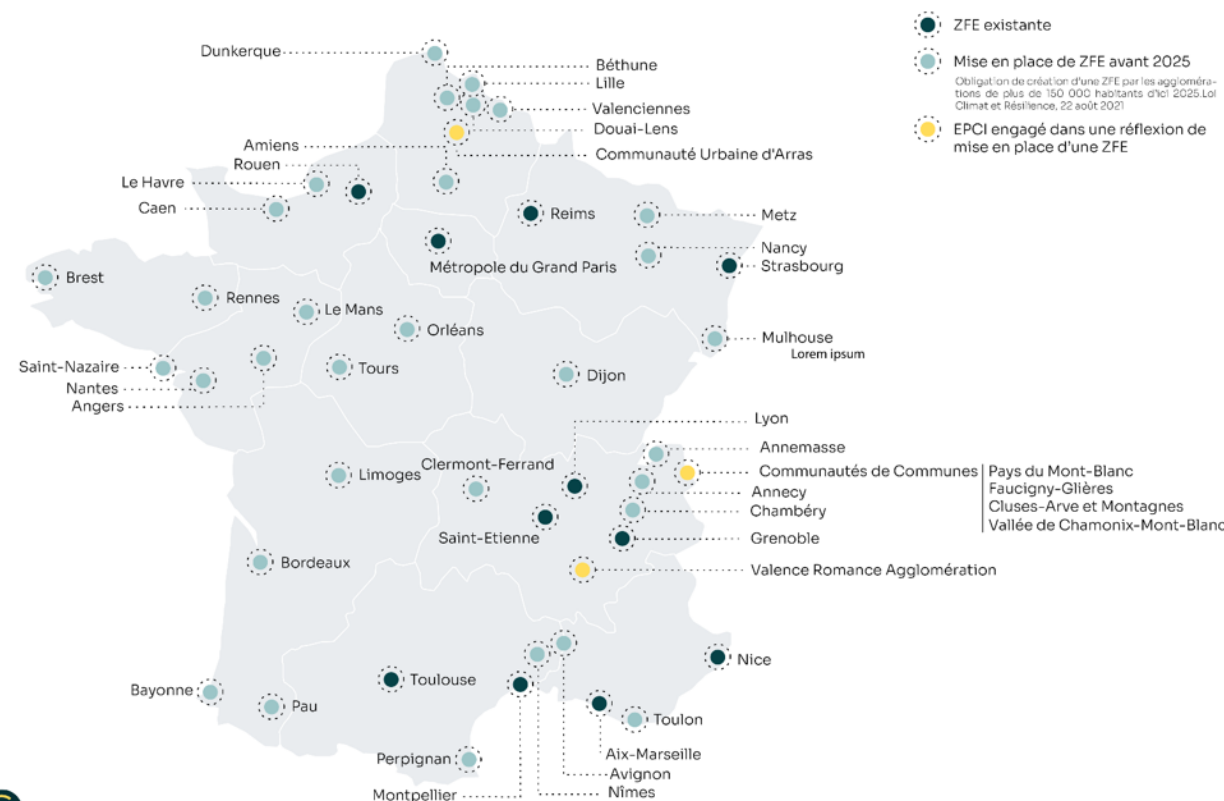 ZFE existante
Mise en place de ZFE avant 2025
Obligation de création d'une ZFE par les aggloméra-
tions de plus de 150 000 habitants d'ici 2025.Loi
Climat et Résilience, 22 août 2021
EPCI engagé dans une réflexion de
mise en place d'une ZFE
Dunkerque
Béthune
Lille
Valenciennes
Douai-Lens
Communauté Urbaine d'Arras
Amiens
Rouen
Le Havre
Caen
Reims
Metz
Métropole du Grand Paris
Nancy
Strasbourg
Brest
Rennes
Le Mans
Orléans
Mulhouse
Lorem ipsum
Saint-Nazaire
Nantes
Angers
Tours
Dijon
Lyon
Annemasse
Limoges
Clermont-Ferrand
Communautés de Communes
Pays du Mont-Blanc
Faucigny-Glières
Cluses-Arve et Montagnes
Vallée de Chamonix-Mont-Blanc
Annecy
Chambéry
Saint-Etienne
Grenoble
Bordeaux
Valence Romance Agglomération
Nice
Toulouse
Bayonne
Pau
Toulon
Perpignan
Aix-Marseille
Avignon
Montpellier
Nîmes